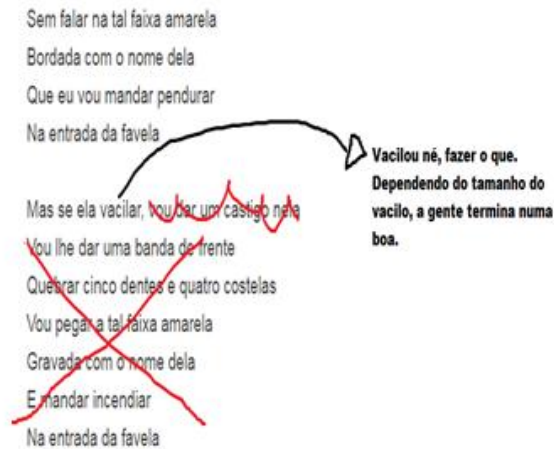 Sem falar na tal faixa amarela
Bordada com o nome dela
Que eu vou mandar pendurar
Na entrada da favela
Mas se ela vacilar, vou dar um castigo nela
Vou lhe dar uma banda de frente
Quebrar cinco dentes e quatro costelas
Vou pegar a tal faixa amarela
Gravada com o nome dela
E mandar incendiar
Na entrada da favela
Vacilou né, fazer o que.
Dependendo do tamanho do
vacilo, a gente termina numa
boa.